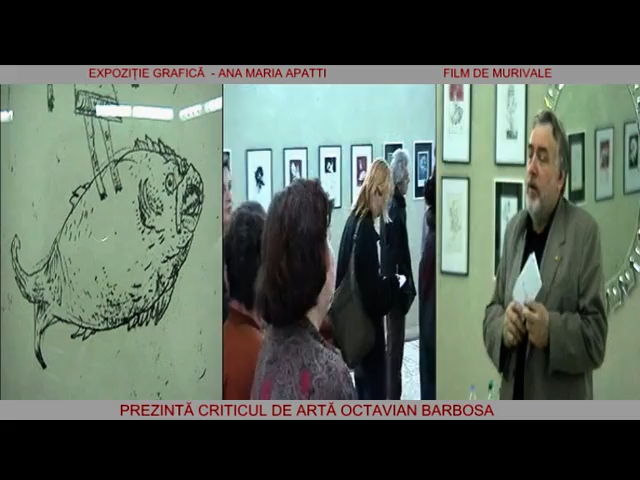 EXPOZIȚIE GRAFICĂ - ANA MARIA APATTI
FILM DE MURIVALE
PREZINTĂ CRITICUL DE ARTĂ OCTAVIAN BARBOSA